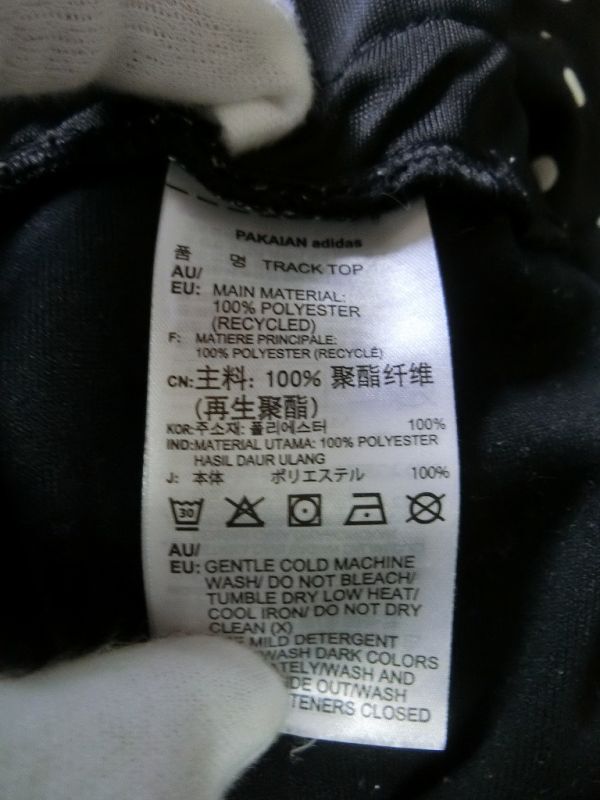 PAKAIAN adidas
품 명 TRACK TOP
AU/
EU: MAIN MATERIAL:
100% POLYESTER
(RECYCLED)
F: MATIERE PRINCIPALE:
100% POLYESTER (RECYCLÉ)
CN: 主料: 100% 聚酯纤维
(再生聚酯)
KOR: 주소재: 폴리에스터 100%
IND: MATERIAL UTAMA: 100% POLYESTER
HASIL DAUR ULANG
J: 本体 ポリエステル 100%
30
AU/
EU: GENTLE COLD MACHINE
WASH/ DO NOT BLEACH/
TUMBLE DRY LOW HEAT/
COOL IRON/ DO NOT DRY
CLEAN (X)
MILD DETERGENT
WASH DARK COLORS
WASH AND
OUT/WASH
CLOSED